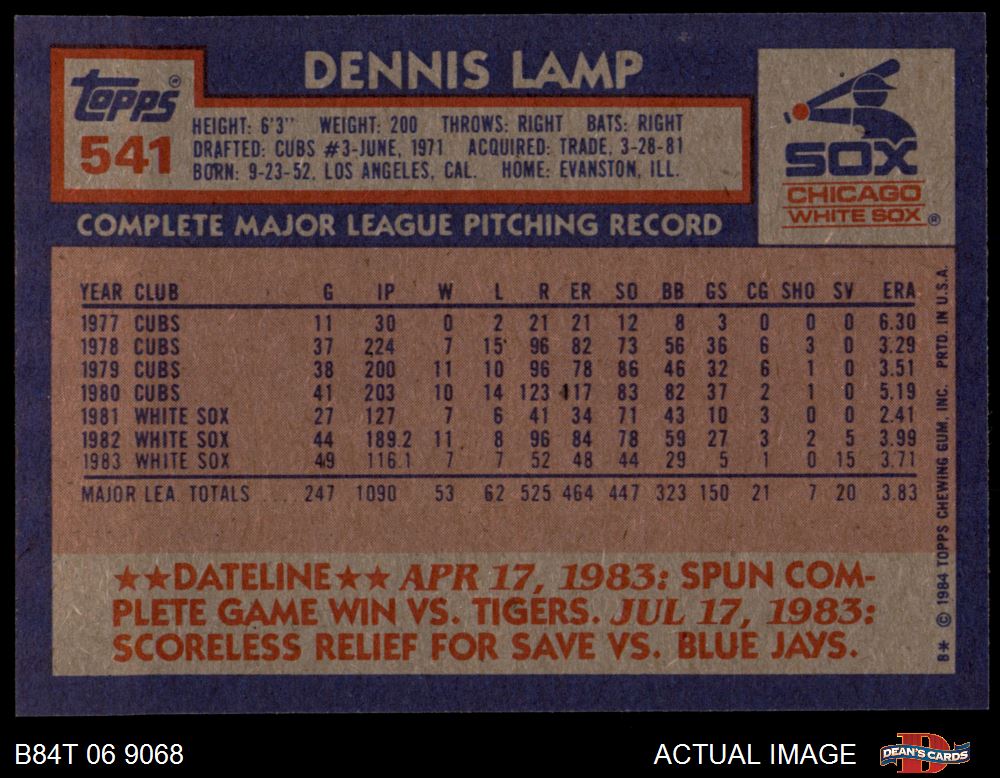 DENNIS LAMP
Topps®
541
HEIGHT: 6'3" WEIGHT: 200 THROWS: RIGHT BATS: RIGHT
DRAFTED: CUBS #3-JUNE, 1971 ACQUIRED: TRADE, 3-28-81
BORN: 9-23-52, LOS ANGELES, CAL. HOME: EVANSTON, ILL.
SOX
CHICAGO
WHITE SOX®
COMPLETE MAJOR LEAGUE PITCHING RECORD
YEAR CLUB G IP W L R ER SO BB GS CG SHO SV ERA
1977 CUBS 11 30 0 2 21 21 12 8 3 0 0 0 6.30
1978 CUBS 37 224 7 15 96 82 73 56 36 6 3 0 3.29
1979 CUBS 38 200 11 10 96 78 86 46 32 6 1 0 3.51
1980 CUBS 41 203 10 14 123 117 83 82 37 2 1 0 5.19
1981 WHITE SOX 27 127 7 6 41 34 71 43 10 3 0 0 2.41
1982 WHITE SOX 44 189.2 11 8 96 84 78 59 27 3 2 5 3.99
1983 WHITE SOX 49 116.1 7 7 52 48 44 29 5 1 0 15 3.71
MAJOR LEA. TOTALS .... 247 1090 53 62 525 464 447 323 150 21 7 20 3.83
★★DATELINE★★ APR 17, 1983: SPUN COM-
PLETE GAME WIN VS. TIGERS. JUL 17, 1983:
SCORELESS RELIEF FOR SAVE VS. BLUE JAYS.
8* © 1984 TOPPS CHEWING GUM, INC. PRTD. IN U.S.A.
B84T 06 9068
ACTUAL IMAGE
D
DEAN'S CARDS